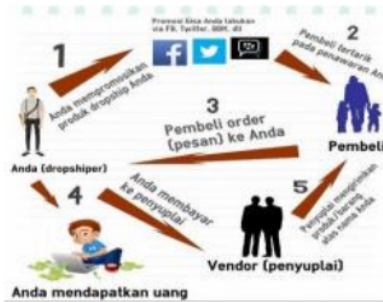 Promosi bisa Anda lakukan
via FB, Twitter, BBM, dll
1
2
Anda mempromosikan
produk dropship Anda
Pembeli tertarik
pada penawaran An
3
Pembeli order
(pesan) ke Anda
Pembeli
Anda (dropshiper)
4
Anda membayar
ke penyuplai
5
Penyuplai mengirimkan
produk/barang
atas nama Anda
Vendor (penyuplai)
Anda mendapatkan uang